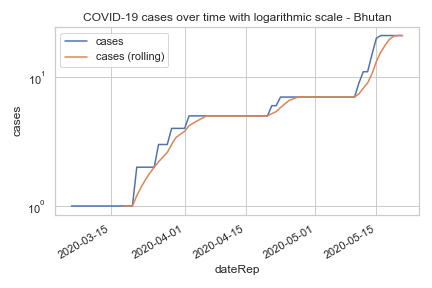 COVID-19 cases over time with logarithmic scale - Bhutan
cases
cases (rolling)
10¹
10⁰
cases
2020-03-15
2020-04-01
2020-04-15
2020-05-01
2020-05-15
dateRep